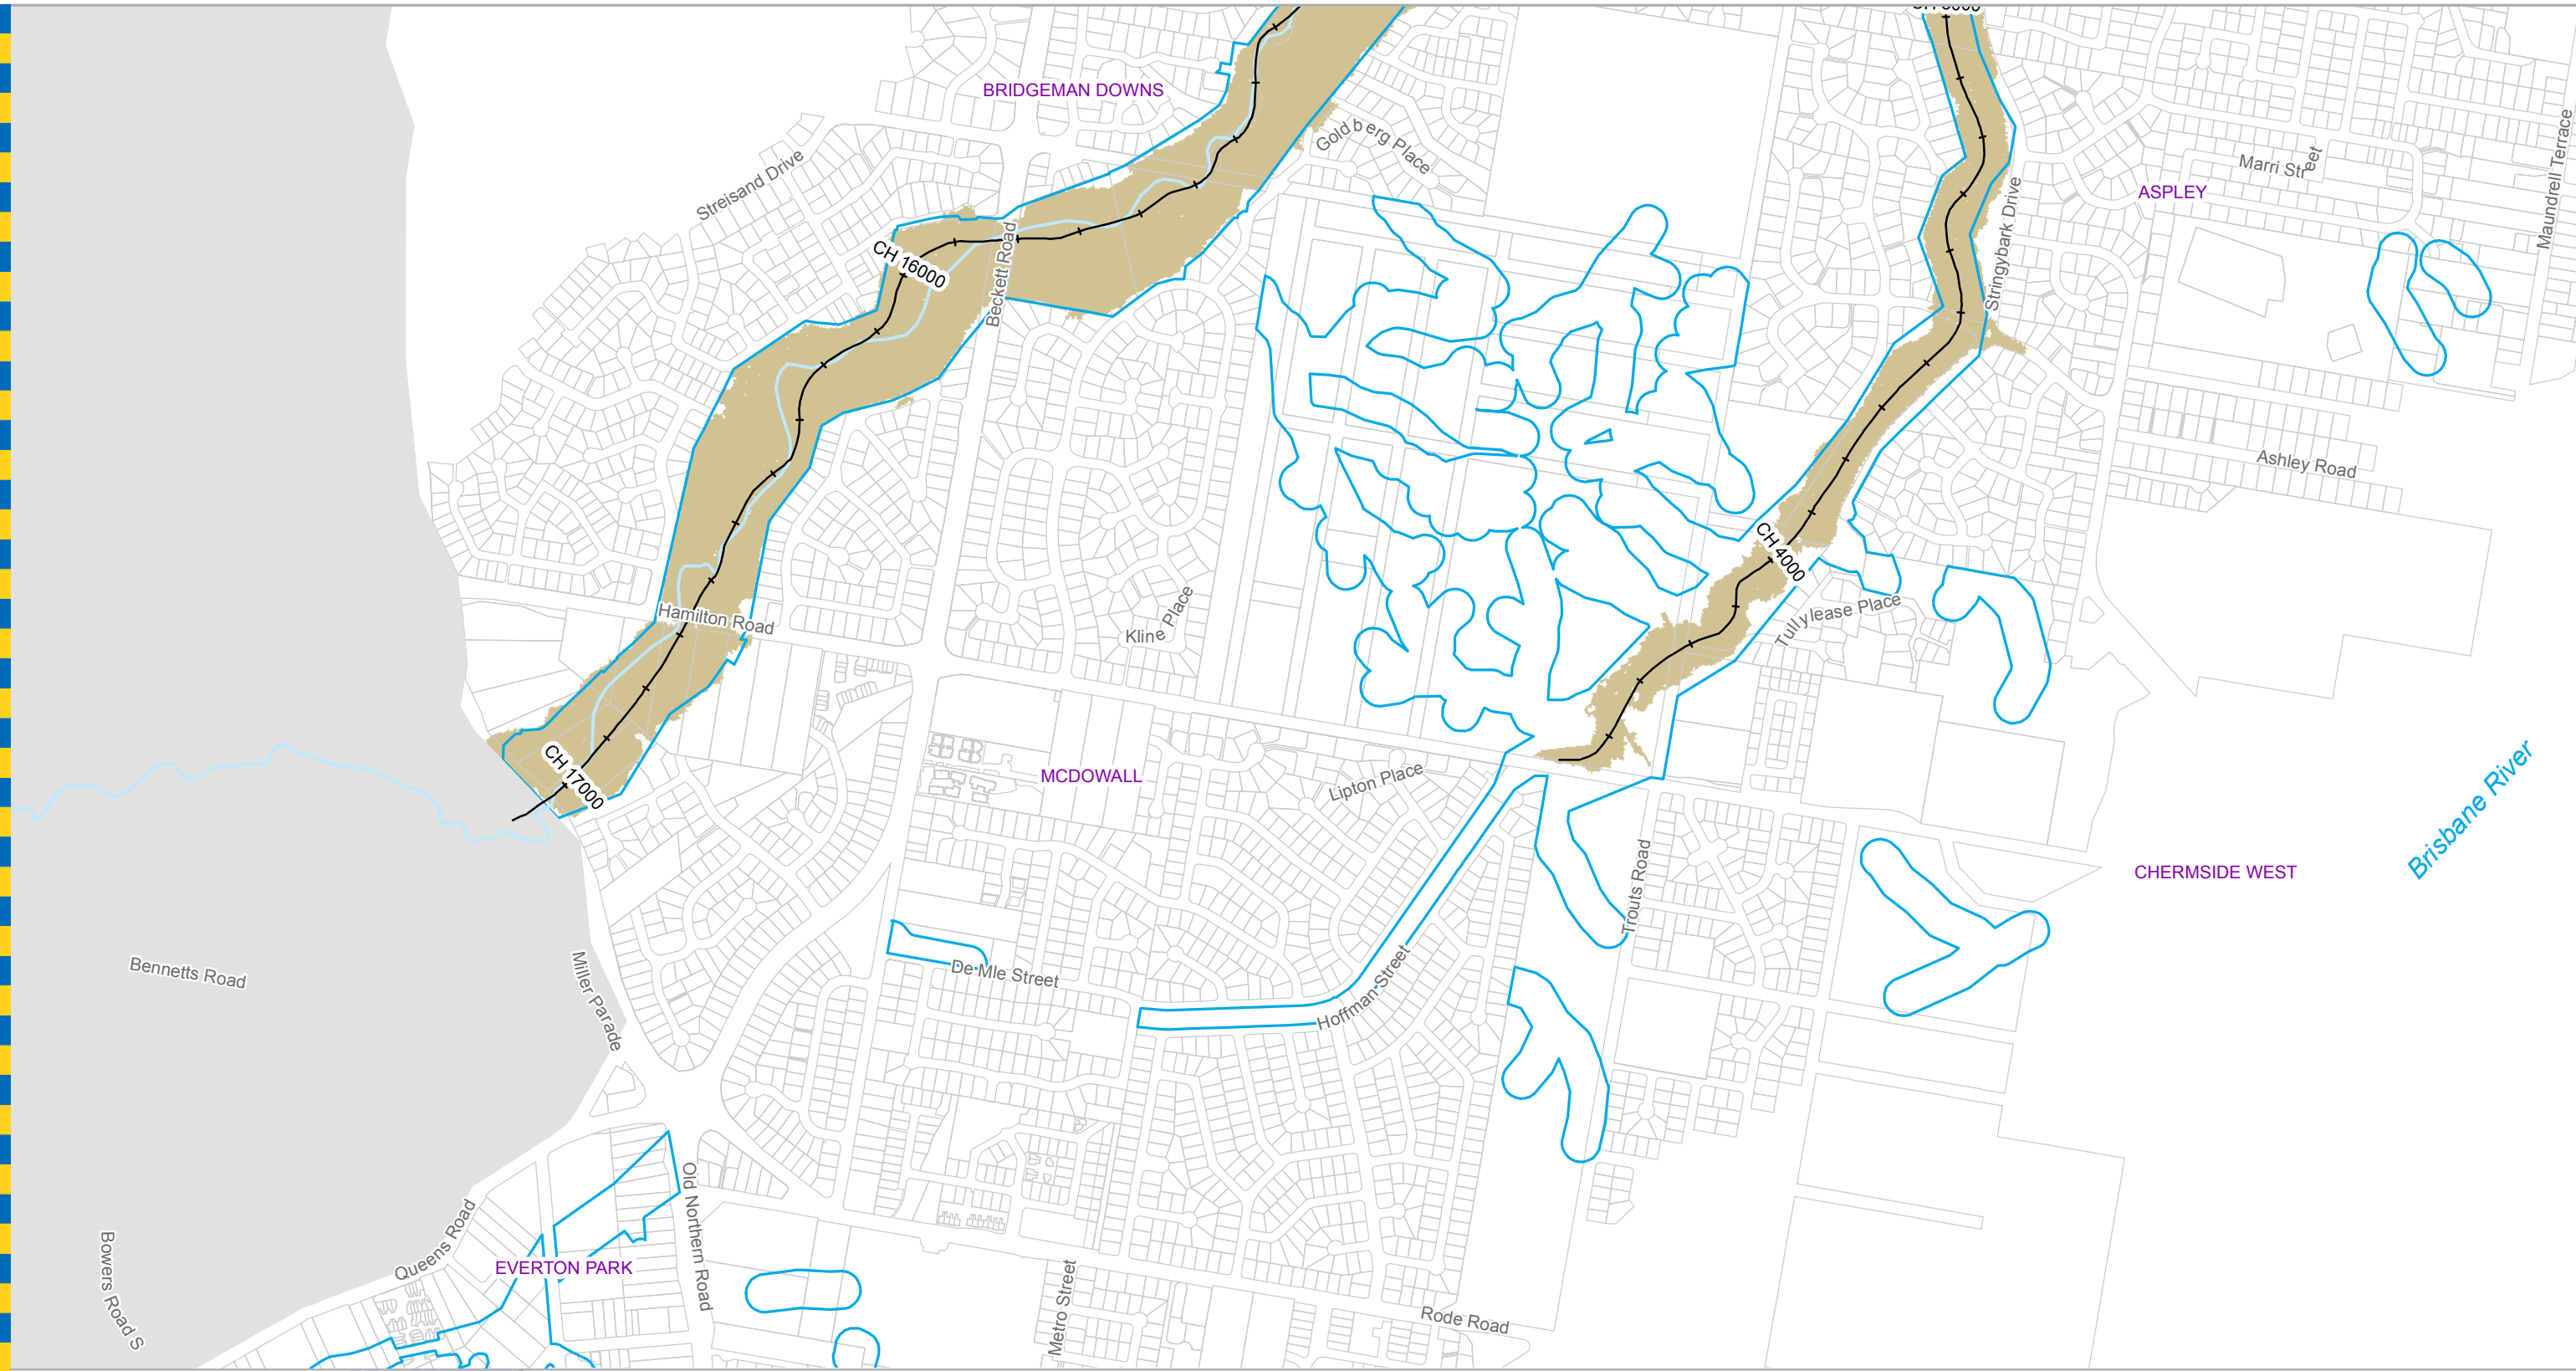 BRIDGEMAN DOWNS
Goldberg Place
Marri Street
Maundrell Terrace
Streisand Drive
ASPLEY
Stringybark Drive
CH 16000
Beckett Road
Ashley Road
CH 4000
Hamilton Road
Kline Place
Tullylease Place
CH 17000
MCDOWALL
Lipton Place
Brisbane River
Trouts Road
CHERMSIDE WEST
Bennetts Road
Miller Parade
De Mle Street
Hoffman Street
Old Northern Road
Queens Road
Bowers Road S
EVERTON PARK
Metro Street
Rode Road